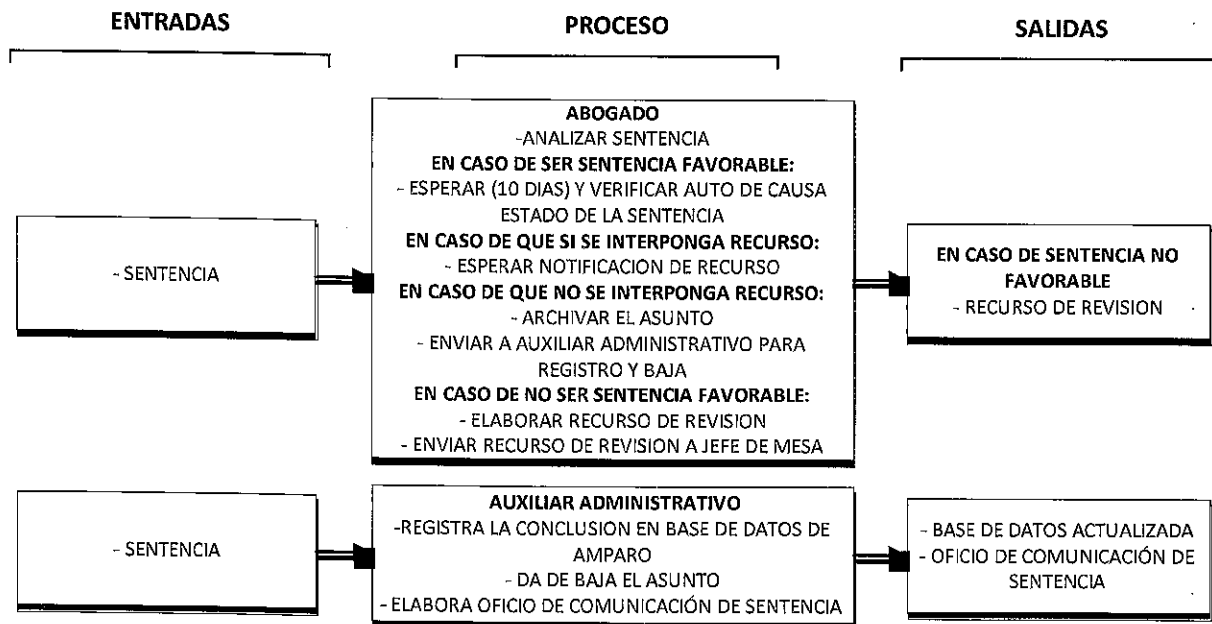 ENTRADAS
PROCESO
SALIDAS
- SENTENCIA
ABOGADO
-ANALIZAR SENTENCIA
EN CASO DE SER SENTENCIA FAVORABLE:
- ESPERAR (10 DIAS) Y VERIFICAR AUTO DE CAUSA
ESTADO DE LA SENTENCIA
EN CASO DE QUE SI SE INTERPONGA RECURSO:
- ESPERAR NOTIFICACION DE RECURSO
EN CASO DE QUE NO SE INTERPONGA RECURSO:
- ARCHIVAR EL ASUNTO
- ENVIAR A AUXILIAR ADMINISTRATIVO PARA
REGISTRO Y BAJA
EN CASO DE NO SER SENTENCIA FAVORABLE:
- ELABORAR RECURSO DE REVISION
- ENVIAR RECURSO DE REVISION A JEFE DE MESA
EN CASO DE SENTENCIA NO
FAVORABLE
- RECURSO DE REVISION
- SENTENCIA
AUXILIAR ADMINISTRATIVO
-REGISTRA LA CONCLUSION EN BASE DE DATOS DE
AMPARO
- DA DE BAJA EL ASUNTO
- ELABORA OFICIO DE COMUNICACIÓN DE SENTENCIA
- BASE DE DATOS ACTUALIZADA
- OFICIO DE COMUNICACIÓN DE
SENTENCIA